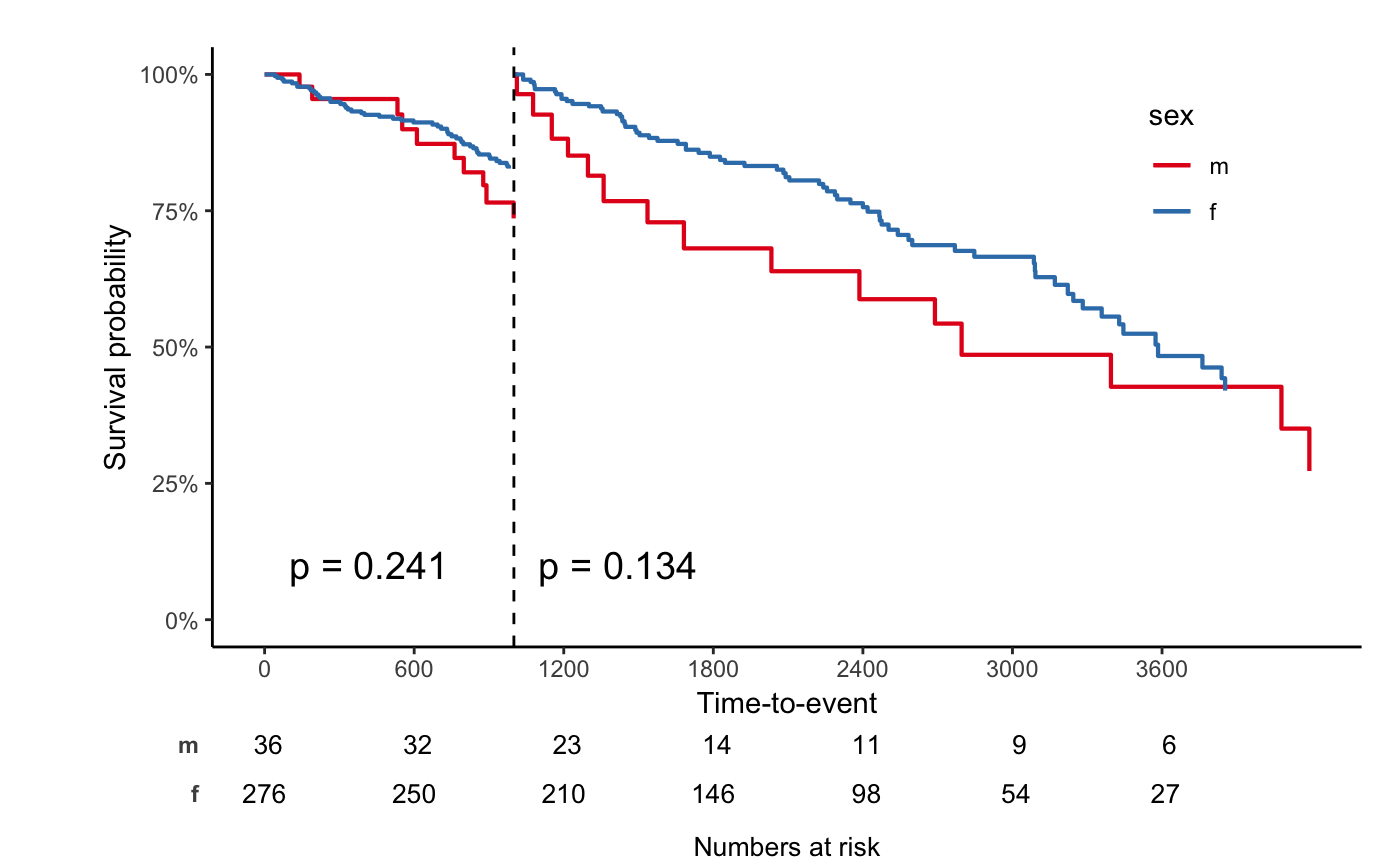 100%
75%
50%
25%
0%
Survival probability
sex
m
f
p = 0.241
p = 0.134
0 600 1200 1800 2400 3000 3600
Time-to-event
m 36 32 23 14 11 9 6
f 276 250 210 146 98 54 27
Numbers at risk